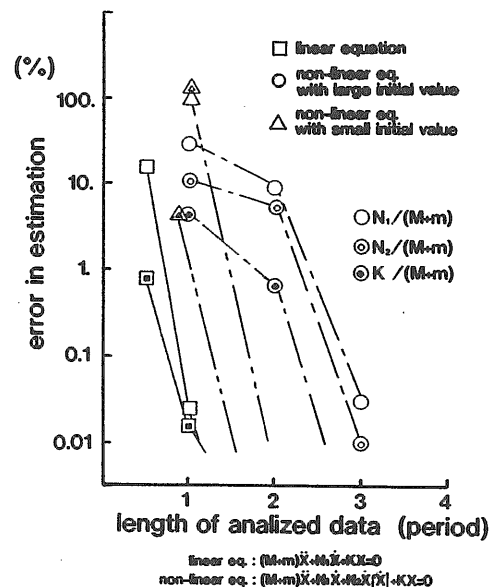 (%)
100.
10.
1.
0.1
0.01
error in estimation
linear equation
non-linear eq.
with large initial value
non-linear eq.
with small initial value
N₁/(M+m)
N₂/(M+m)
K /(M+m)
1 2 3 4
length of analized data (period)
linear eq. : (M+m)Ẍ+N₁Ẋ+KX=0
non-linear eq. : (M+m)Ẍ+N₁Ẋ+N₂Ẋ|Ẋ|+KX=0